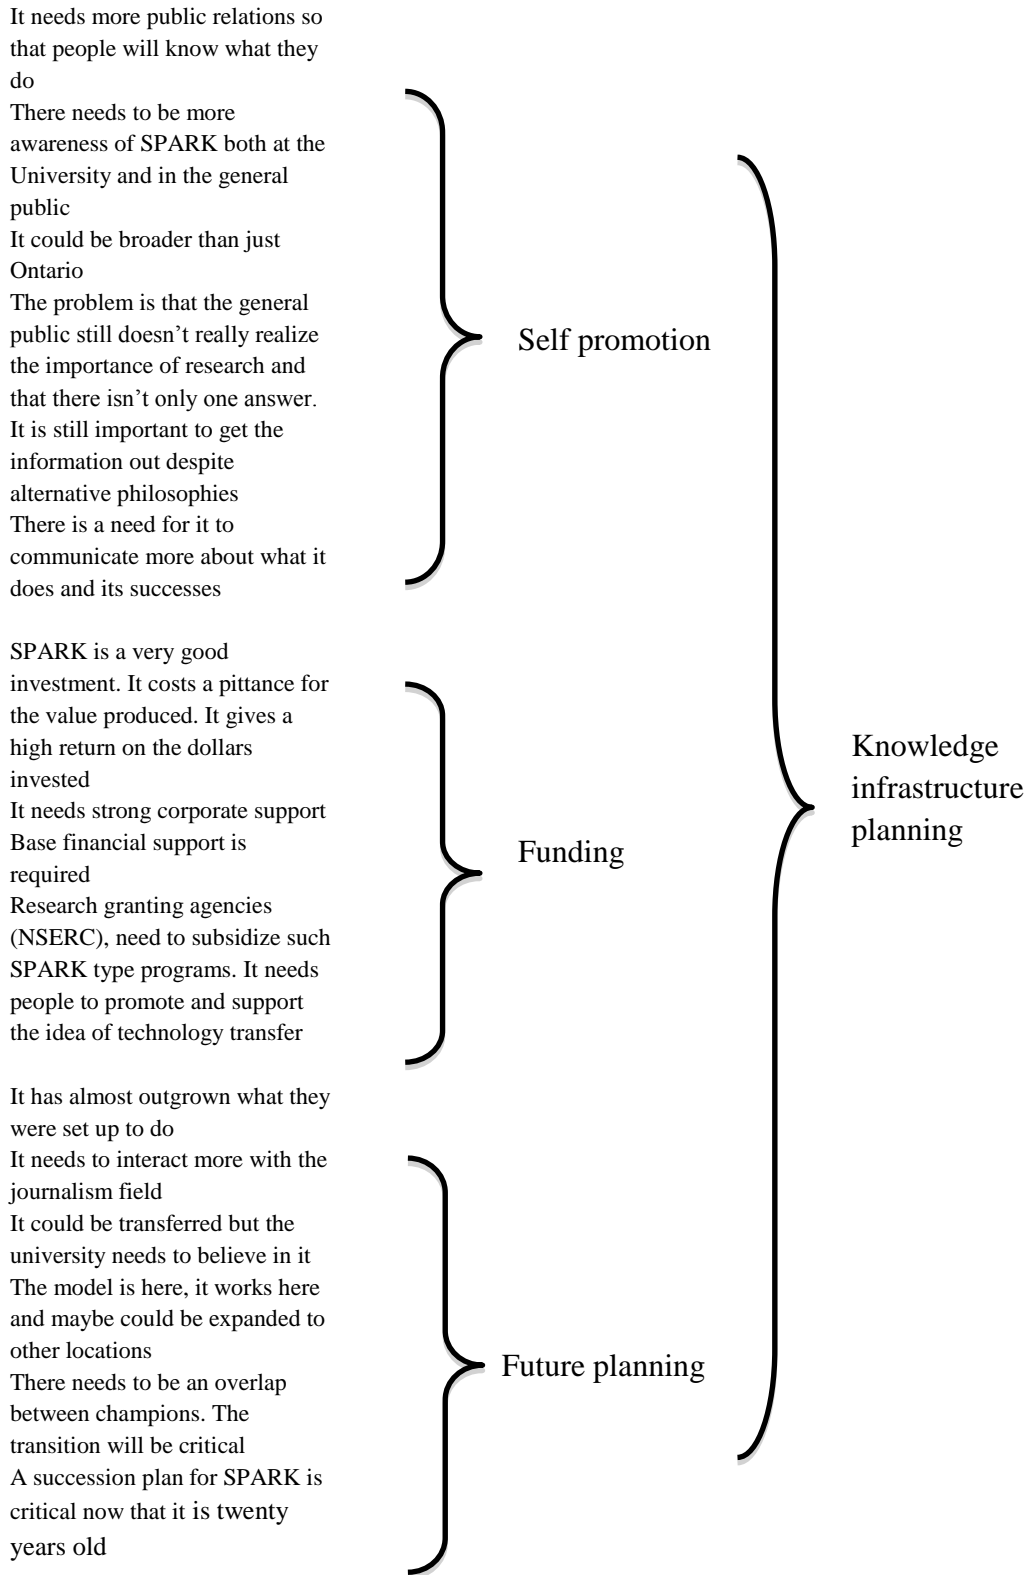 It needs more public relations so
that people will know what they
do
There needs to be more
awareness of SPARK both at the
University and in the general
public
It could be broader than just
Ontario
The problem is that the general
public still doesn’t really realize
the importance of research and
that there isn’t only one answer.
It is still important to get the
information out despite
alternative philosophies
There is a need for it to
communicate more about what it
does and its successes
Self promotion
SPARK is a very good
investment. It costs a pittance for
the value produced. It gives a
high return on the dollars
invested
It needs strong corporate support
Base financial support is
required
Research granting agencies
(NSERC), need to subsidize such
SPARK type programs. It needs
people to promote and support
the idea of technology transfer
Funding
It has almost outgrown what they
were set up to do
It needs to interact more with the
journalism field
It could be transferred but the
university needs to believe in it
The model is here, it works here
and maybe could be expanded to
other locations
There needs to be an overlap
between champions. The
transition will be critical
A succession plan for SPARK is
critical now that it is twenty
years old
Future planning
Knowledge
infrastructure
planning